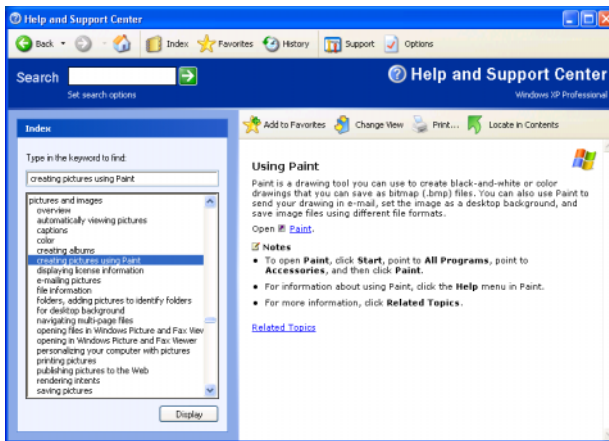 Help and Support Center
Back
Index
Favorites
History
Support
Options
Search
Set search options
Help and Support Center
Windows XP Professional
Index
Add to Favorites
Change View
Print...
Locate in Contents
Type in the keyword to find:
creating pictures using Paint
pictures and images
overview
automatically viewing pictures
captions
color
creating albums
creating pictures using Paint
displaying license information
e-mailing pictures
file information
folders, adding pictures to identify folders
for desktop background
navigating multi-page files
opening files in Windows Picture and Fax View
opening in Windows Picture and Fax Viewer
personalizing your computer with pictures
printing pictures
publishing pictures to the Web
rendering intents
saving pictures
Display
Using Paint
Paint is a drawing tool you can use to create black-and-white or color
drawings that you can save as bitmap (.bmp) files. You can also use Paint to
send your drawing in e-mail, set the image as a desktop background, and
save image files using different file formats.
Open Paint.
Notes
• To open Paint, click Start, point to All Programs, point to
Accessories, and then click Paint.
• For information about using Paint, click the Help menu in Paint.
• For more information, click Related Topics.
Related Topics